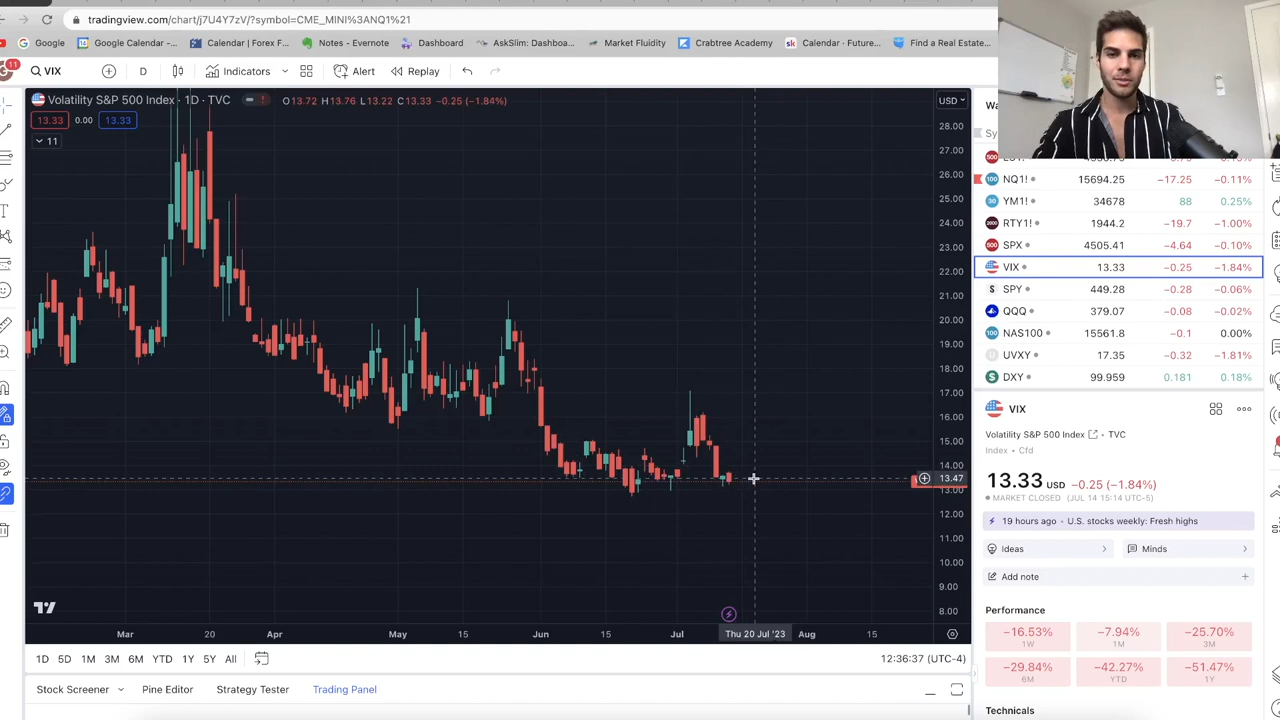 tradingview.com/chart/j7U4Y7zV/?symbol=CME_MINI%3ANQ1%21
Google
Google Calendar -...
Calendar | Forex F...
Notes - Evernote
Dashboard
AskSlim: Dashboa...
Market Fluidity
Crabtree Academy
Calendar · Future...
Find a Real Estate...
11
VIX
D
Indicators
Alert
Replay
Volatility S&P 500 Index · 1D · TVC
O13.72 H13.76 L13.22 C13.33 −0.25 (−1.84%)
USD
13.33 0.00 13.33
11
28.00
27.00
26.00
25.00
24.00
23.00
22.00
21.00
20.00
19.00
18.00
17.00
16.00
15.00
14.00
13.47
13.00
12.00
11.00
10.00
9.00
8.00
Mar 20 Apr May 15 Jun 15 Jul Thu 20 Jul '23 Aug 15
1D 5D 1M 3M 6M YTD 1Y 5Y All
12:36:37 (UTC-4)
Stock Screener Pine Editor Strategy Tester Trading Panel
Wa
Sy
NQ1! 15694.25 −17.25 −0.11%
YM1! 34678 88 0.25%
RTY1! 1944.2 −19.7 −1.00%
SPX 4505.41 −4.64 −0.10%
VIX 13.33 −0.25 −1.84%
SPY 449.28 −0.28 −0.06%
QQQ 379.07 −0.08 −0.02%
NAS100 15561.8 −0.1 0.00%
UVXY 17.35 −0.32 −1.81%
DXY 99.959 0.181 0.18%
VIX
Volatility S&P 500 Index · TVC
Index · Cfd
13.33 USD −0.25 (−1.84%)
MARKET CLOSED (JUL 14 15:14 UTC-5)
19 hours ago · U.S. stocks weekly: Fresh highs
Ideas
Minds
Add note
Performance
−16.53% −7.94% −25.70%
1W 1M 3M
−29.84% −42.27% −51.47%
6M YTD 1Y
Technicals